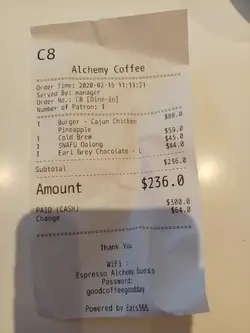 C8
Alchemy Coffee
Order Time: 2020-02-15 11:11:21
Served By: manager
Order No.: C8 [Dine-In]
Number of Patron: 1
1 Burger - Cajun Chicken $88.0
Pineapple
1 Cold Brew $59.0
1 SNAFU Oolong $45.0
1 Earl Grey Chocolate - L $44.0
Subtotal $236.0
Amount $236.0
PAID (CASH) $300.0
Change $64.0
Thank You
WiFi :
Espresso Alchemy Guess
Password:
goodcoffeegoodday
Powered by Eats365